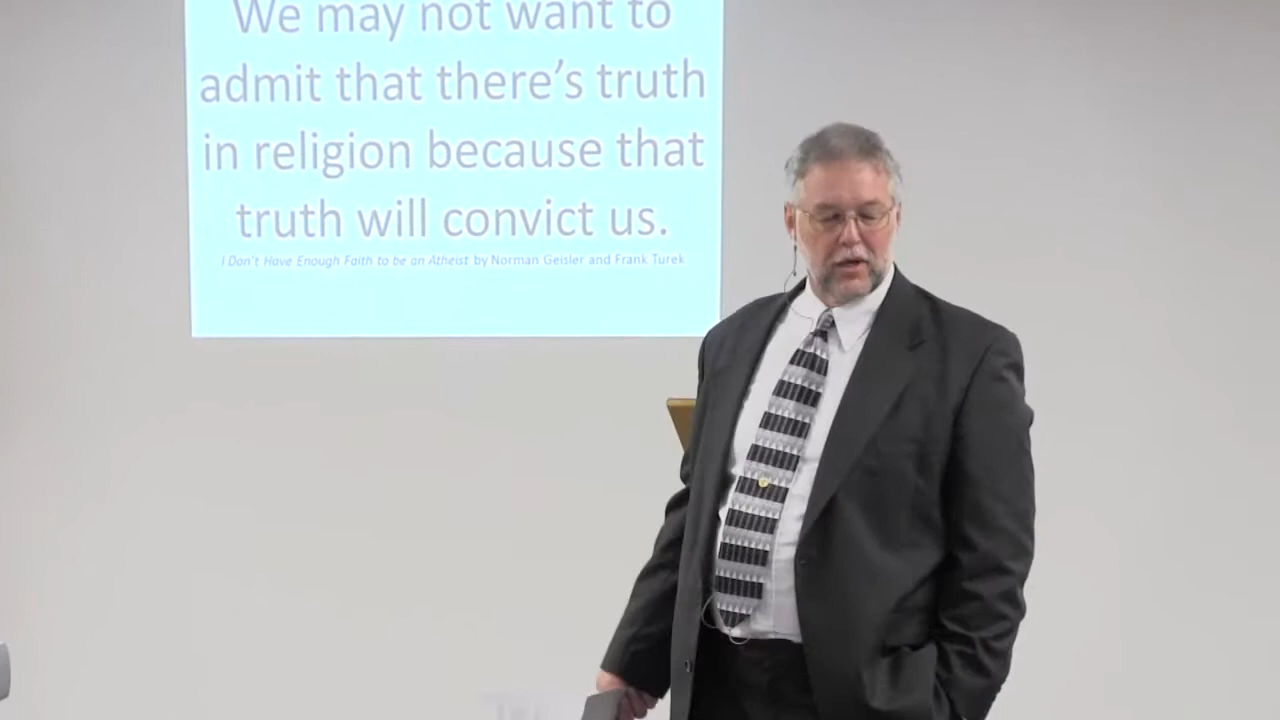 We may not want to
admit that there's truth
in religion because that
truth will convict us.
I Don't Have Enough Faith to be an Atheist by Norman Geisler and Frank Turek